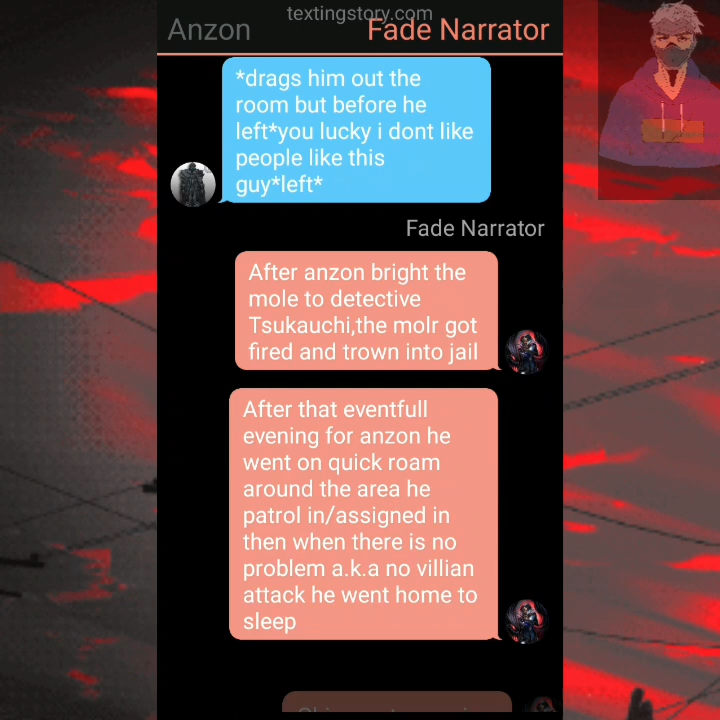 textingstory.com
Anzon
Fade Narrator
*drags him out the
room but before he
left*you lucky i dont like
people like this
guy*left*
Fade Narrator
After anzon bright the
mole to detective
Tsukauchi,the molr got
fired and trown into jail
After that eventfull
evening for anzon he
went on quick roam
around the area he
patrol in/assigned in
then when there is no
problem a.k.a no villian
attack he went home to
sleep